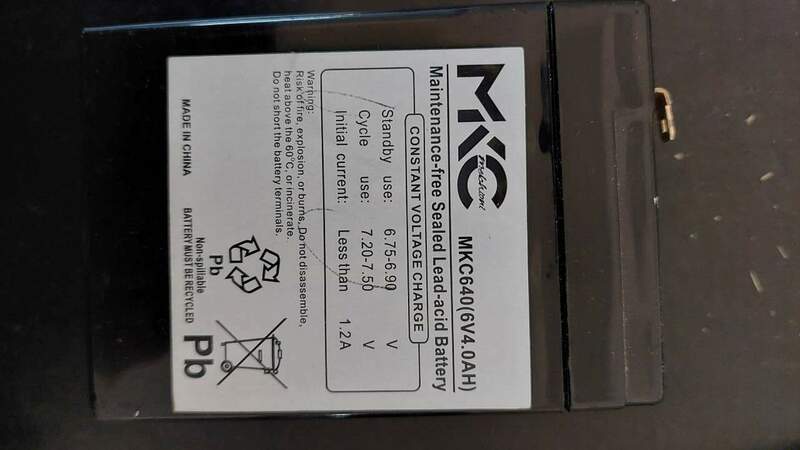 MKC
melchioni
MKC640(6V4.0AH)
Maintenance-free Sealed Lead-acid Battery
CONSTANT VOLTAGE CHARGE
Standby use: 6.75-6.90 V
Cycle use: 7.20-7.50 V
Initial current: Less than 1.2A
Warning:
Risk of fire, explosion, or burns, Do not disassemble,
heat above the 60°C, or incinerate.
Do not short the battery terminals.
Pb
Non-spillable
BATTERY MUST BE RECYCLED
Pb
MADE IN CHINA